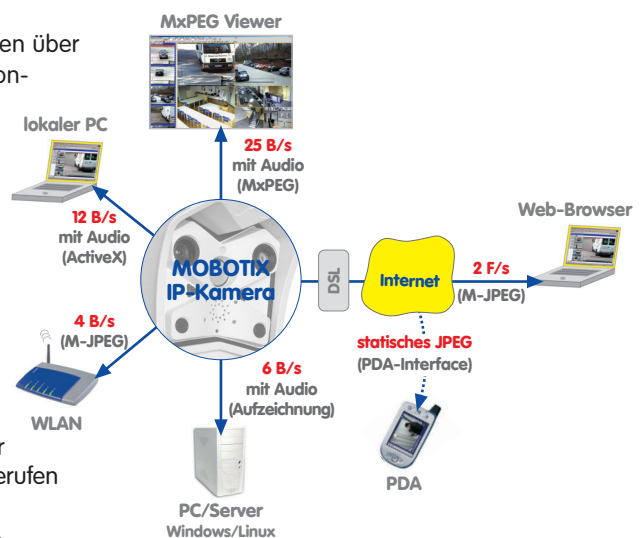 MxPEG Viewer
en über
on-
lokaler PC
25 B/s
mit Audio
(MxPEG)
12 B/s
mit Audio
(ActiveX)
Web-Browser
MOBOTIX
IP-Kamera
DSL
Internet
2 F/s
(M-JPEG)
4 B/s
(M-JPEG)
statisches JPEG
(PDA-Interface)
6 B/s
mit Audio
(Aufzeichnung)
WLAN
r
erufen
PDA
PC/Server
Windows/Linux